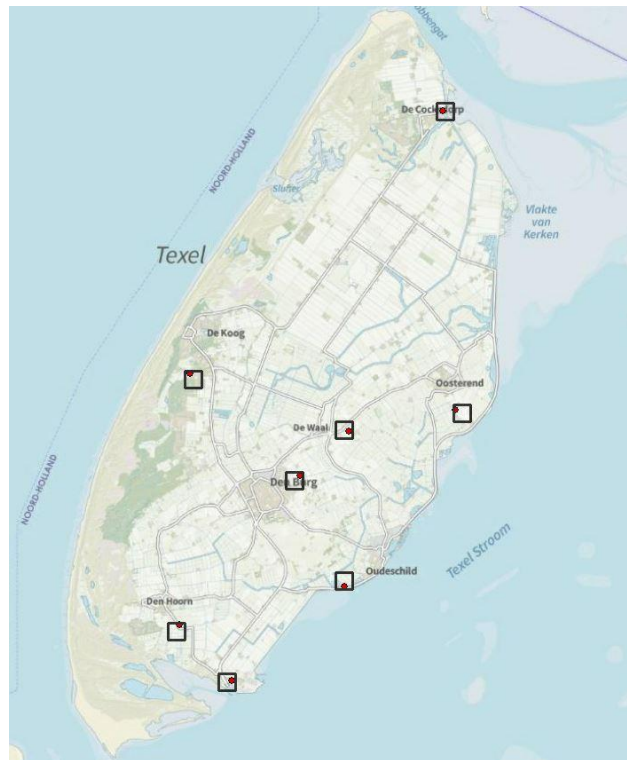 De Cocksdorp
NOORD-HOLLAND
Slufter
Vlakte
van
Kerken
Texel
De Koog
Oosterend
De Waal
Den Burg
NOORD-HOLLAND
Texel Stroom
Oudeschild
Den Hoorn